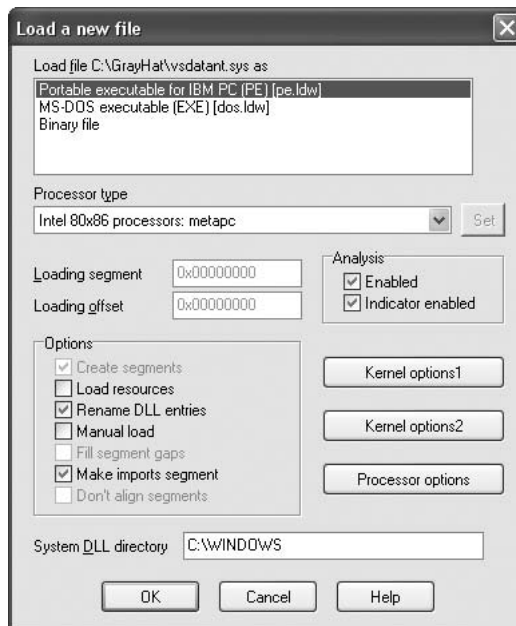 Load a new file
Load file C:\GrayHat\vsdatant.sys as
Portable executable for IBM PC (PE) [pe.ldw]
MS-DOS executable (EXE) [dos.ldw]
Binary file
Processor type
Intel 80x86 processors: metapc
Set
Loading segment
0x00000000
Loading offset
0x00000000
Analysis
Enabled
Indicator enabled
Options
Create segments
Load resources
Rename DLL entries
Manual load
Fill segment gaps
Make imports segment
Don't align segments
Kernel options1
Kernel options2
Processor options
System DLL directory
C:\WINDOWS
OK
Cancel
Help